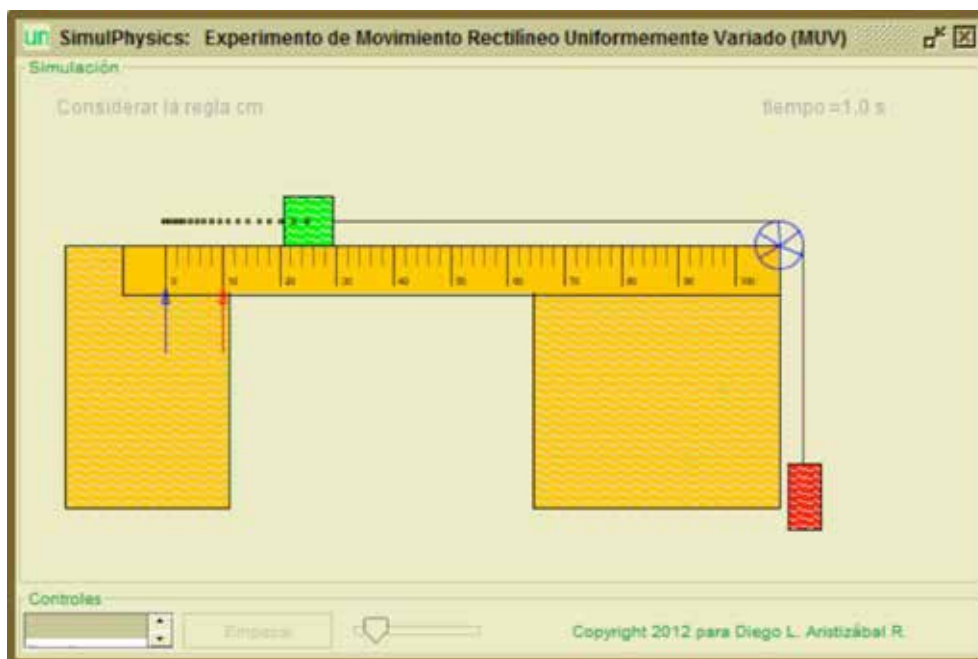 un SimulPhysics: Experimento de Movimiento Rectilíneo Uniformemente Variado (MUV)
Simulación
Considerar la regla cm
tiempo =1.0 s
0 10 20 30 40 50 60 70 80 90 100
Controles
Empezar
Copyright 2012 para Diego L. Aristizábal R.